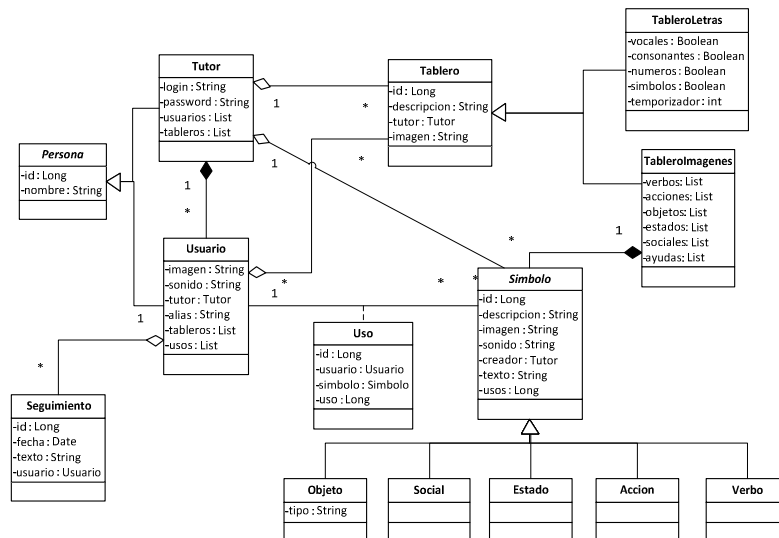 TableroLetras
-vocales : Boolean
-consonantes : Boolean
-numeros : Boolean
-simbolos : Boolean
-temporizador : int
Tutor
-login : String
-password : String
-usuarios : List
-tableros : List
1
*
Tablero
-id : Long
-descripcion : String
-tutor : Tutor
-imagen : String
*
1
Persona
-id : Long
-nombre : String
1
*
TableroImagenes
-verbos: List
-acciones: List
-objetos: List
-estados: List
-sociales: List
-ayudas: List
1
*
Usuario
-imagen : String
-sonido : String
-tutor : Tutor
-alias : String
-tableros : List
-usos : List
*
1
*
*
1
*
Simbolo
-id : Long
-descripcion : String
-imagen : String
-sonido : String
-creador : Tutor
-texto : String
-usos : Long
Uso
-id : Long
-usuario : Usuario
-simbolo : Simbolo
-uso : Long
Seguimiento
-id : Long
-fecha : Date
-texto : String
-usuario : Usuario
Objeto
-tipo : String
Social
Estado
Accion
Verbo